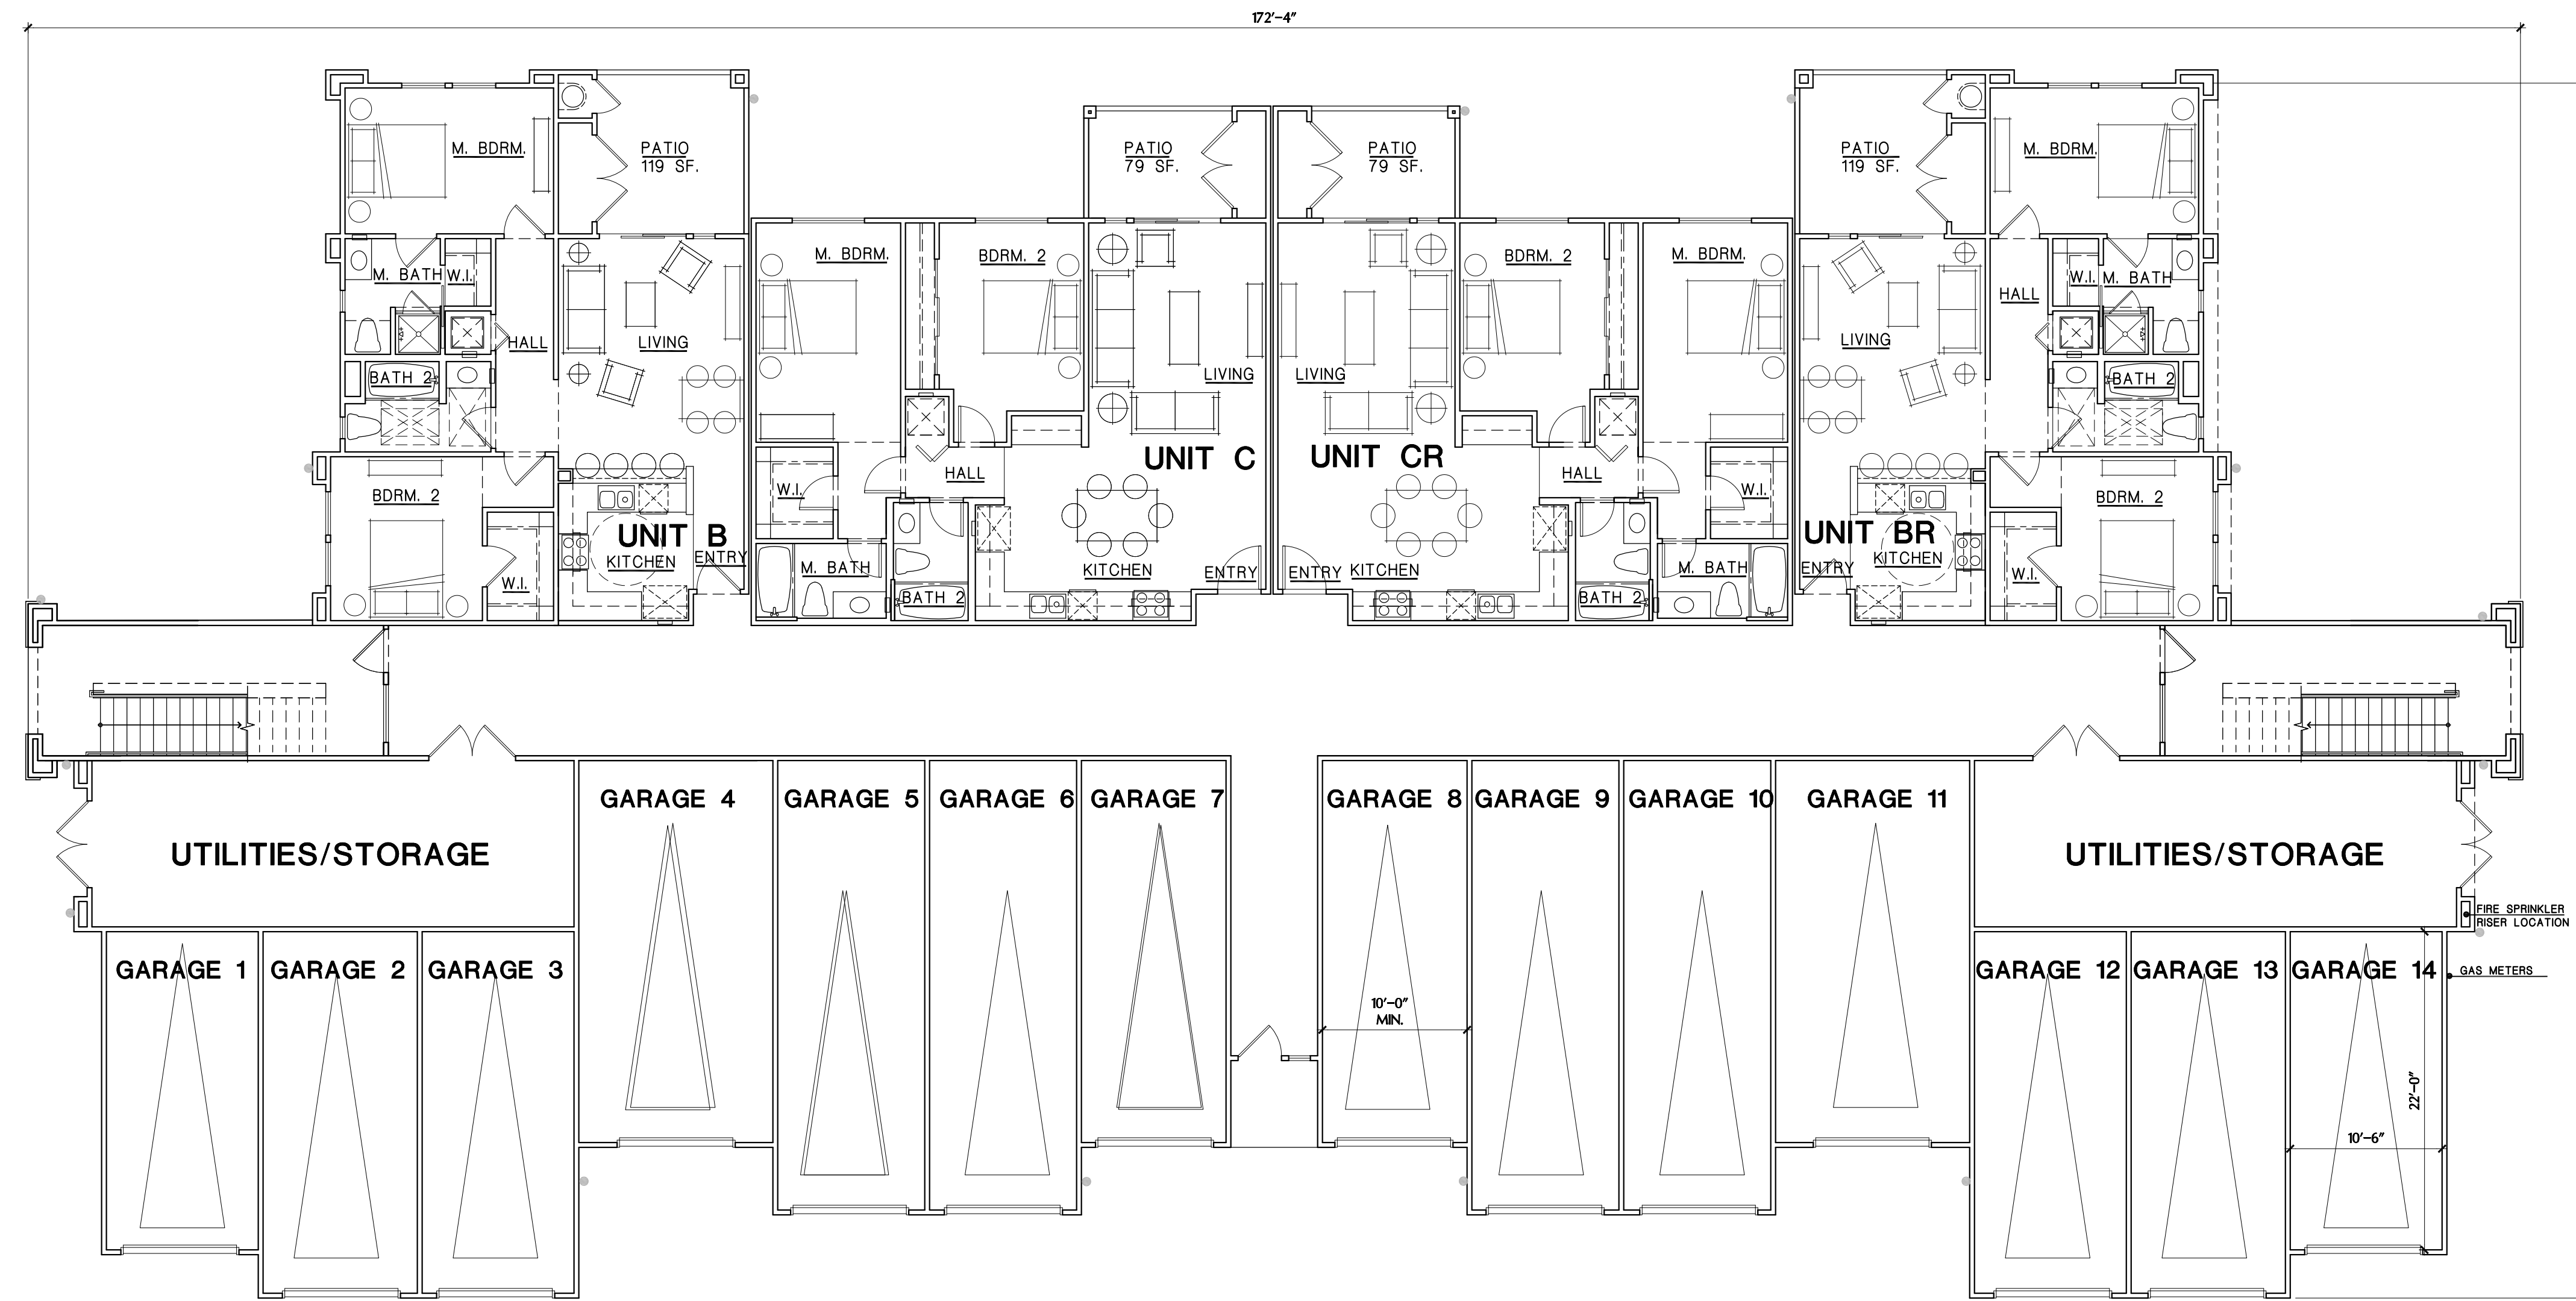 172'-4"
M. BDRM.
PATIO
119 SF.
PATIO
79 SF.
PATIO
79 SF.
PATIO
119 SF.
M. BDRM.
M. BATH
W.I.
HALL
LIVING
BATH 2
BDRM. 2
W.I.
UNIT B
KITCHEN
ENTRY
M. BDRM.
BDRM. 2
LIVING
UNIT C
HALL
W.I.
M. BATH
BATH 2
KITCHEN
ENTRY
BDRM. 2
M. BDRM.
LIVING
UNIT CR
HALL
W.I.
ENTRY
KITCHEN
BATH 2
M. BATH
LIVING
HALL
W.I.
M. BATH
BATH 2
UNIT BR
ENTRY
KITCHEN
BDRM. 2
W.I.
GARAGE 4
GARAGE 5
GARAGE 6
GARAGE 7
GARAGE 8
GARAGE 9
GARAGE 10
GARAGE 11
UTILITIES/STORAGE
UTILITIES/STORAGE
FIRE SPRINKLER
RISER LOCATION
GARAGE 1
GARAGE 2
GARAGE 3
GARAGE 12
GARAGE 13
GARAGE 14
GAS METERS
10'-0"
MIN.
22'-0"
10'-6"